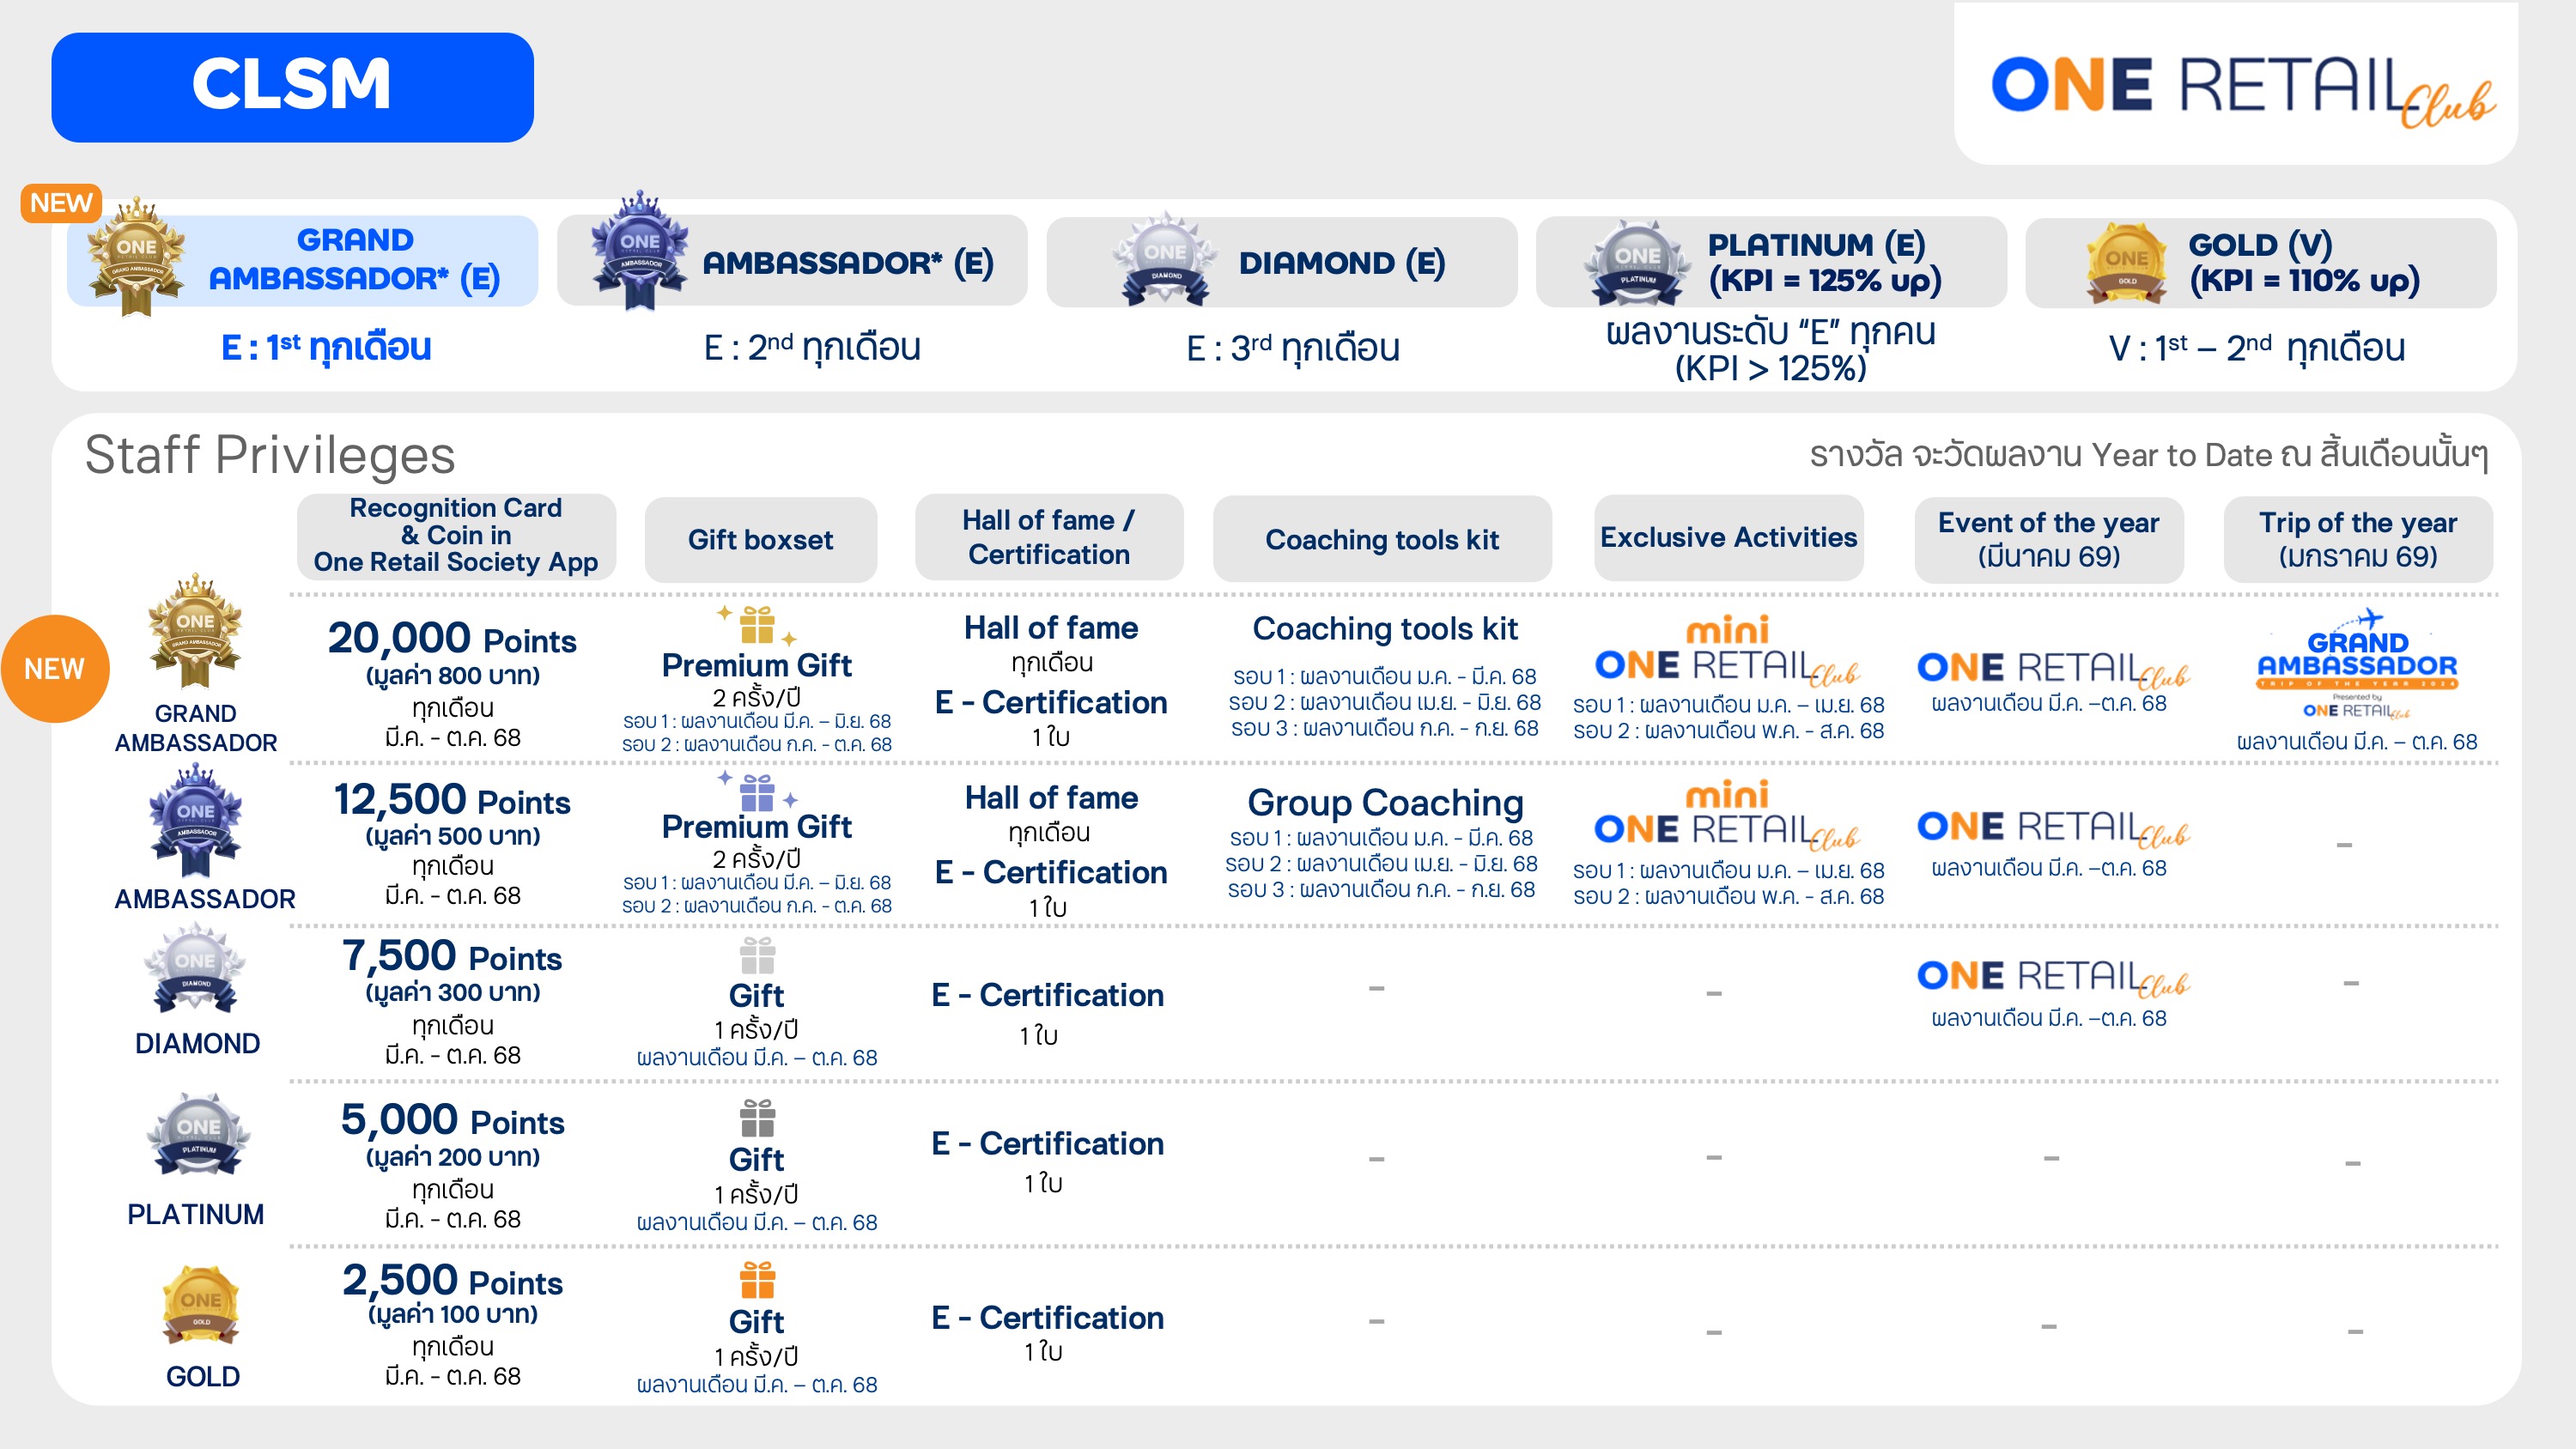 CLSM
ONE RETAIL Club
NEW
ONE
RETAIL CLUB
GRAND AMBASSADOR
GRAND
AMBASSADOR* (E)
E : 1st ทุกเดือน
ONE
AMBASSADOR
AMBASSADOR* (E)
E : 2nd ทุกเดือน
ONE
DIAMOND
DIAMOND (E)
E : 3rd ทุกเดือน
ONE
PLATINUM
PLATINUM (E)
(KPI = 125% up)
ผลงานระดับ “E” ทุกคน
(KPI > 125%)
ONE
GOLD
GOLD (V)
(KPI = 110% up)
V : 1st – 2nd ทุกเดือน
Staff Privileges
รางวัล จะวัดผลงาน Year to Date ณ สิ้นเดือนนั้นๆ
Recognition Card
& Coin in
One Retail Society App
Gift boxset
Hall of fame /
Certification
Coaching tools kit
Exclusive Activities
Event of the year
(มีนาคม 69)
Trip of the year
(มกราคม 69)
NEW
ONE
GRAND AMBASSADOR
GRAND
AMBASSADOR
20,000 Points
(มูลค่า 800 บาท)
ทุกเดือน
มี.ค. - ต.ค. 68
Premium Gift
2 ครั้ง/ปี
รอบ 1 : ผลงานเดือน มี.ค. – มิ.ย. 68
รอบ 2 : ผลงานเดือน ก.ค. - ต.ค. 68
Hall of fame
ทุกเดือน
E - Certification
1 ใบ
Coaching tools kit
รอบ 1 : ผลงานเดือน ม.ค. - มี.ค. 68
รอบ 2 : ผลงานเดือน เม.ย. - มิ.ย. 68
รอบ 3 : ผลงานเดือน ก.ค. - ก.ย. 68
mini
ONE RETAIL Club
รอบ 1 : ผลงานเดือน ม.ค. – เม.ย. 68
รอบ 2 : ผลงานเดือน พ.ค. - ส.ค. 68
ONE RETAIL Club
ผลงานเดือน มี.ค. –ต.ค. 68
GRAND
AMBASSADOR
TRIP OF THE YEAR 2024
Presented by
ONE RETAIL Club
ผลงานเดือน มี.ค. – ต.ค. 68
ONE
AMBASSADOR
AMBASSADOR
12,500 Points
(มูลค่า 500 บาท)
ทุกเดือน
มี.ค. - ต.ค. 68
Premium Gift
2 ครั้ง/ปี
รอบ 1 : ผลงานเดือน มี.ค. – มิ.ย. 68
รอบ 2 : ผลงานเดือน ก.ค. - ต.ค. 68
Hall of fame
ทุกเดือน
E - Certification
1 ใบ
Group Coaching
รอบ 1 : ผลงานเดือน ม.ค. - มี.ค. 68
รอบ 2 : ผลงานเดือน เม.ย. - มิ.ย. 68
รอบ 3 : ผลงานเดือน ก.ค. - ก.ย. 68
mini
ONE RETAIL Club
รอบ 1 : ผลงานเดือน ม.ค. – เม.ย. 68
รอบ 2 : ผลงานเดือน พ.ค. - ส.ค. 68
ONE RETAIL Club
ผลงานเดือน มี.ค. –ต.ค. 68
-
ONE
DIAMOND
DIAMOND
7,500 Points
(มูลค่า 300 บาท)
ทุกเดือน
มี.ค. - ต.ค. 68
Gift
1 ครั้ง/ปี
ผลงานเดือน มี.ค. – ต.ค. 68
E - Certification
1 ใบ
-
-
ONE RETAIL Club
ผลงานเดือน มี.ค. –ต.ค. 68
-
ONE
PLATINUM
PLATINUM
5,000 Points
(มูลค่า 200 บาท)
ทุกเดือน
มี.ค. - ต.ค. 68
Gift
1 ครั้ง/ปี
ผลงานเดือน มี.ค. – ต.ค. 68
E - Certification
1 ใบ
-
-
-
-
ONE
GOLD
GOLD
2,500 Points
(มูลค่า 100 บาท)
ทุกเดือน
มี.ค. - ต.ค. 68
Gift
1 ครั้ง/ปี
ผลงานเดือน มี.ค. – ต.ค. 68
E - Certification
1 ใบ
-
-
-
-